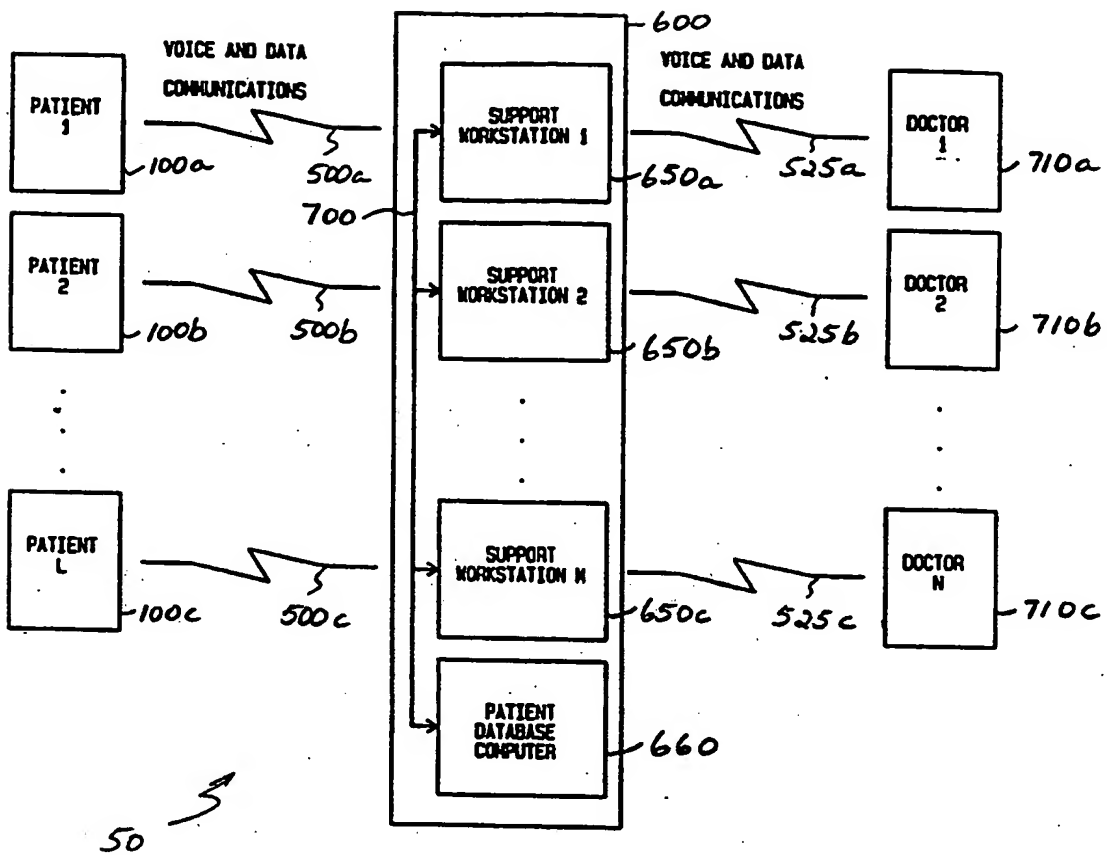 600
VOICE AND DATA
COMMUNICATIONS
VOICE AND DATA
COMMUNICATIONS
PATIENT
1
100a
500a
SUPPORT
WORKSTATION 1
650a
525a
DOCTOR
1
710a
700
PATIENT
2
100b
500b
SUPPORT
WORKSTATION 2
650b
525b
DOCTOR
2
710b
PATIENT
L
100c
500c
SUPPORT
WORKSTATION M
650c
525c
DOCTOR
N
710c
PATIENT
DATABASE
COMPUTER
660
50